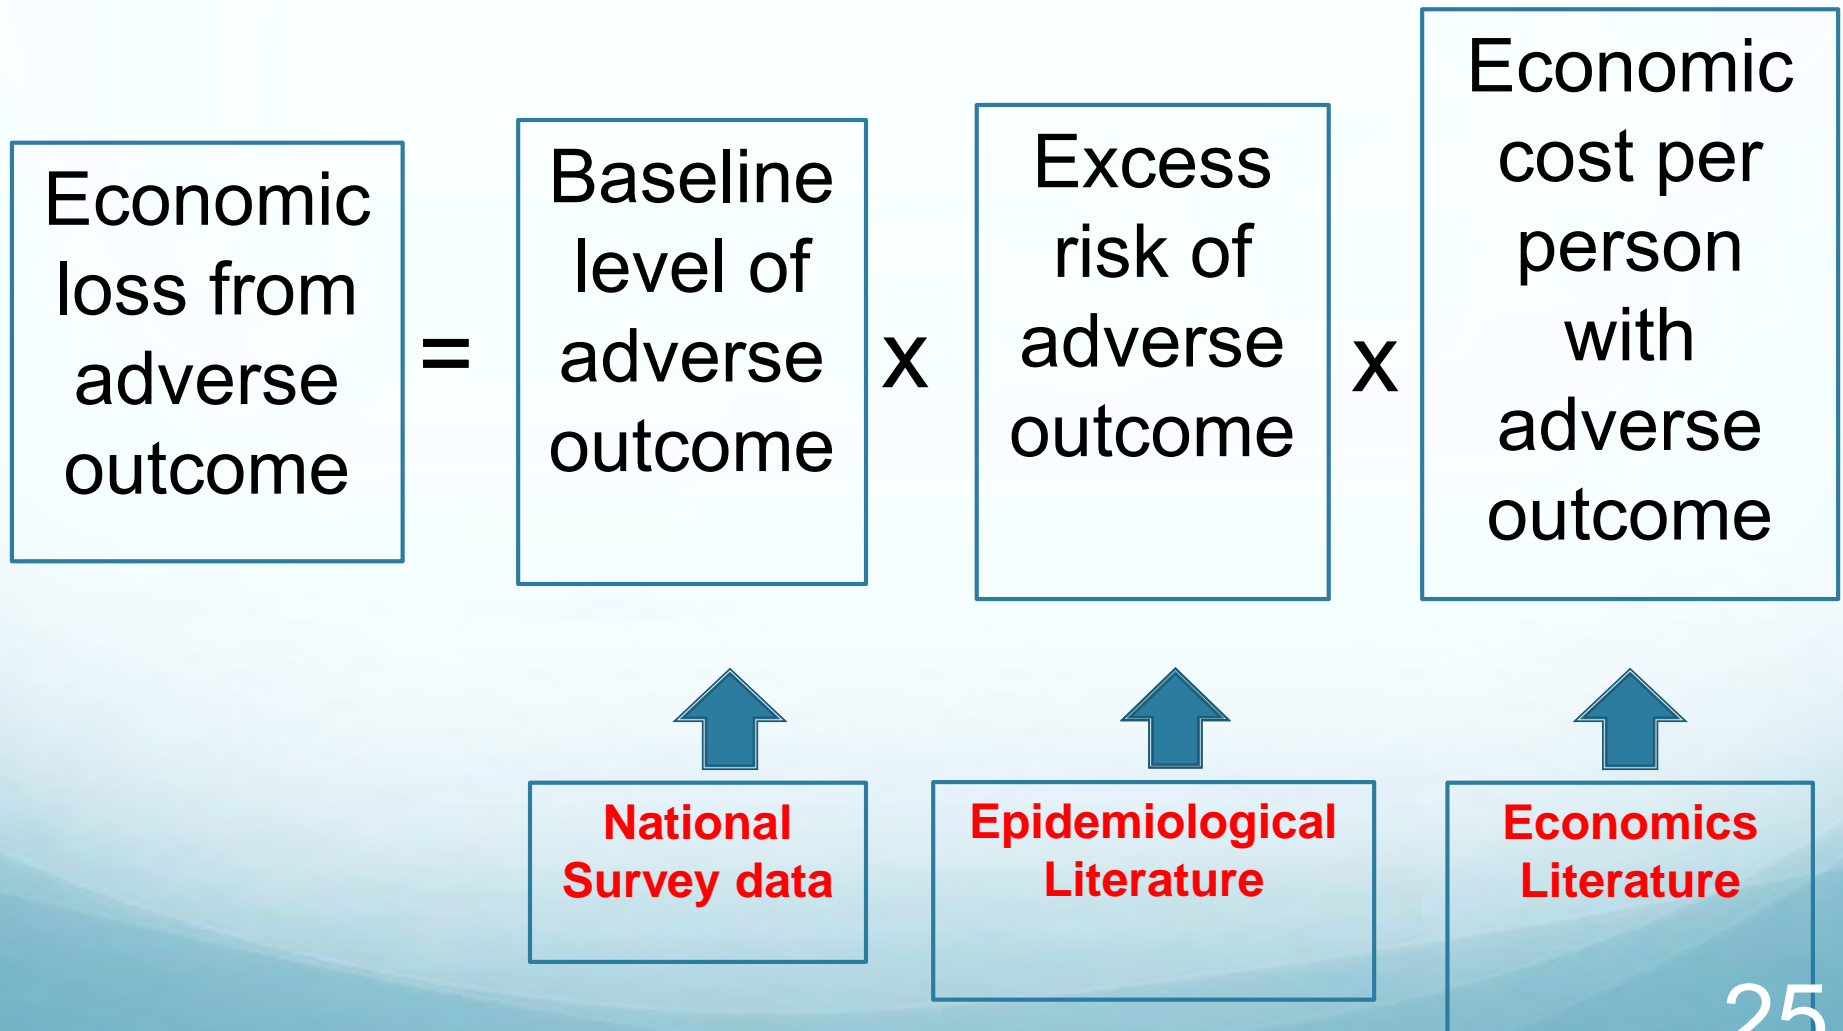 Economic
loss from
adverse
outcome
=
Baseline
level of
adverse
outcome
x
Excess
risk of
adverse
outcome
x
Economic
cost per
person
with
adverse
outcome
National
Survey data
Epidemiological
Literature
Economics
Literature
25